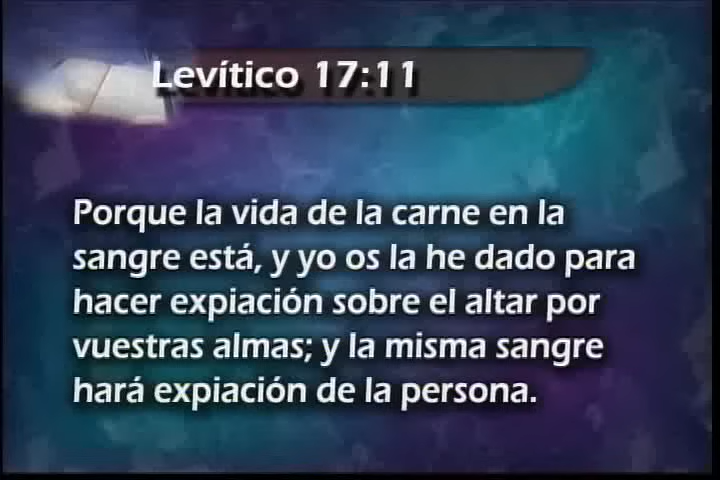 Levítico 17:11
Porque la vida de la carne en la
sangre está, y yo os la he dado para
hacer expiación sobre el altar por
vuestras almas; y la misma sangre
hará expiación de la persona.